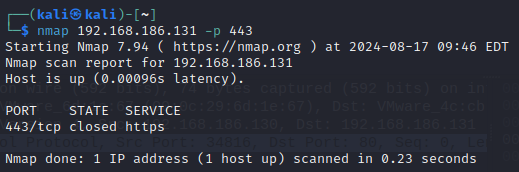 ┌──(kali㉿kali)-[~]
└─$ nmap 192.168.186.131 -p 443
Starting Nmap 7.94 ( https://nmap.org ) at 2024-08-17 09:46 EDT
Nmap scan report for 192.168.186.131
Host is up (0.00096s latency).
PORT    STATE  SERVICE
443/tcp closed https
Nmap done: 1 IP address (1 host up) scanned in 0.23 seconds